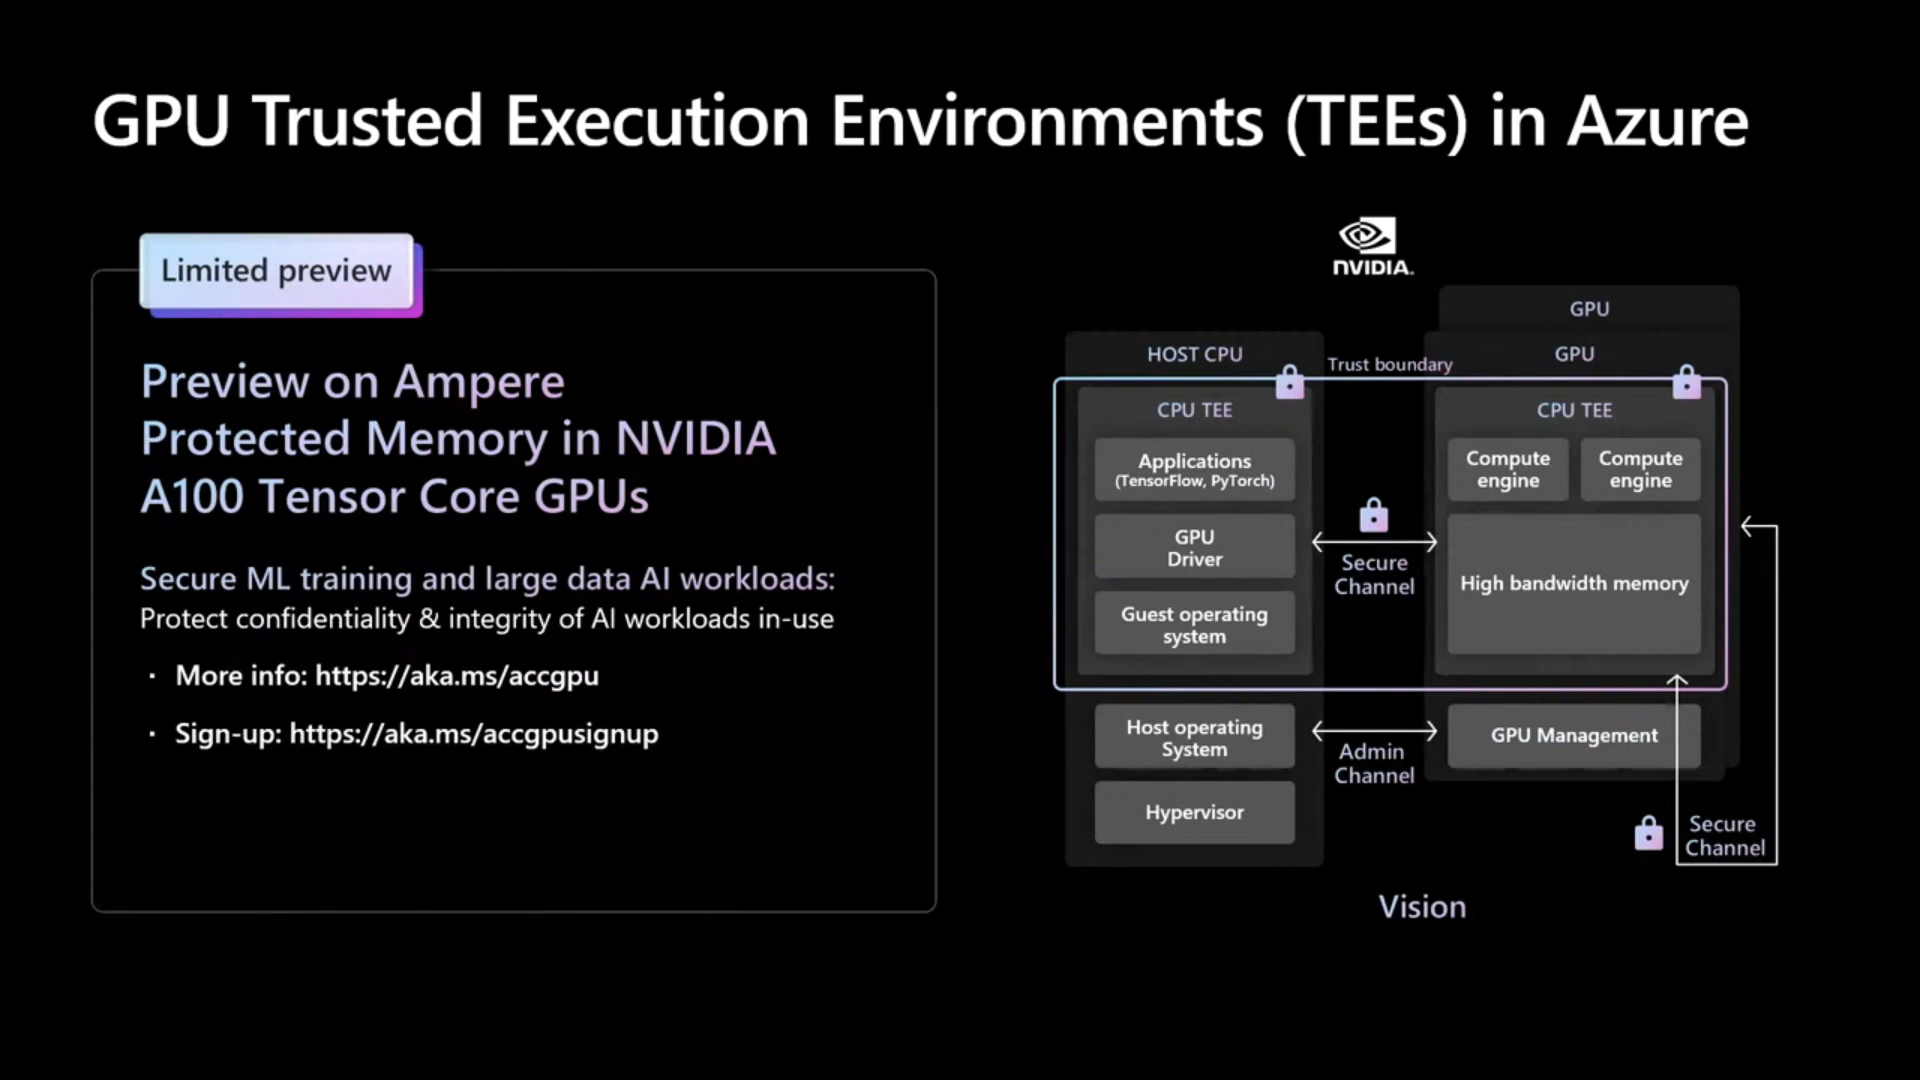 GPU Trusted Execution Environments (TEEs) in Azure
Limited preview
Preview on Ampere
Protected Memory in NVIDIA
A100 Tensor Core GPUs
Secure ML training and large data AI workloads:
Protect confidentiality & integrity of AI workloads in-use
· More info: https://aka.ms/accgpu
· Sign-up: https://aka.ms/accgpusignup
NVIDIA.
GPU
HOST CPU
Trust boundary
GPU
CPU TEE
CPU TEE
Applications
(TensorFlow, PyTorch)
Compute
engine
Compute
engine
GPU
Driver
Secure
Channel
High bandwidth memory
Guest operating
system
Host operating
System
Admin
Channel
GPU Management
Hypervisor
Secure
Channel
Vision